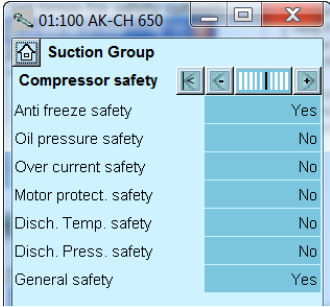 01:100 AK-CH 650
Suction Group
Compressor safety
Anti freeze safety Yes
Oil pressure safety No
Over current safety No
Motor protect. safety No
Disch. Temp. safety No
Disch. Press. safety No
General safety Yes